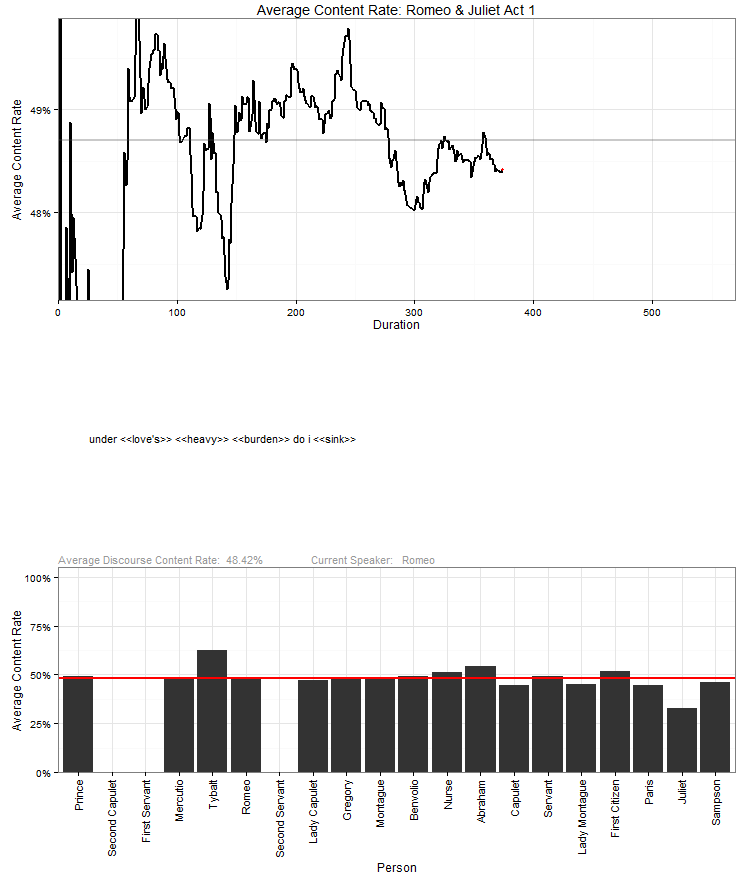 Average Content Rate: Romeo & Juliet Act 1
Average Content Rate
49%
48%
0 100 200 300 400 500
Duration
under <<love's>> <<heavy>> <<burden>> do i <<sink>>
Average Discourse Content Rate: 48.42% Current Speaker: Romeo
Average Content Rate
100%
75%
50%
25%
0%
Prince
Second Capulet
First Servant
Mercutio
Tybalt
Romeo
Second Servant
Lady Capulet
Gregory
Montague
Benvolio
Nurse
Abraham
Capulet
Servant
Lady Montague
First Citizen
Paris
Juliet
Sampson
Person